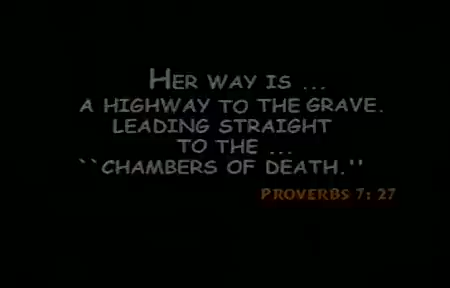 HER WAY IS ...
A HIGHWAY TO THE GRAVE.
LEADING STRAIGHT
TO THE ...
``CHAMBERS OF DEATH.''
PROVERBS 7: 27